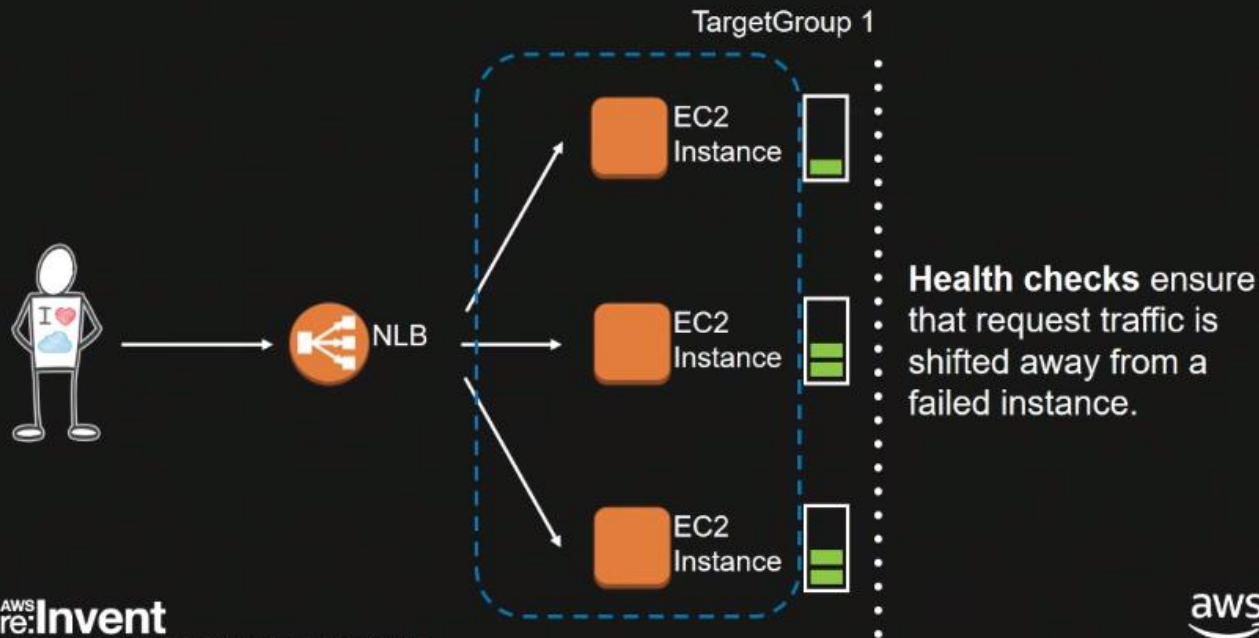 TargetGroup 1
EC2
Instance
I
NLB
EC2
Instance
Health checks ensure
that request traffic is
shifted away from a
failed instance.
EC2
Instance
AWS
re:Invent
aws